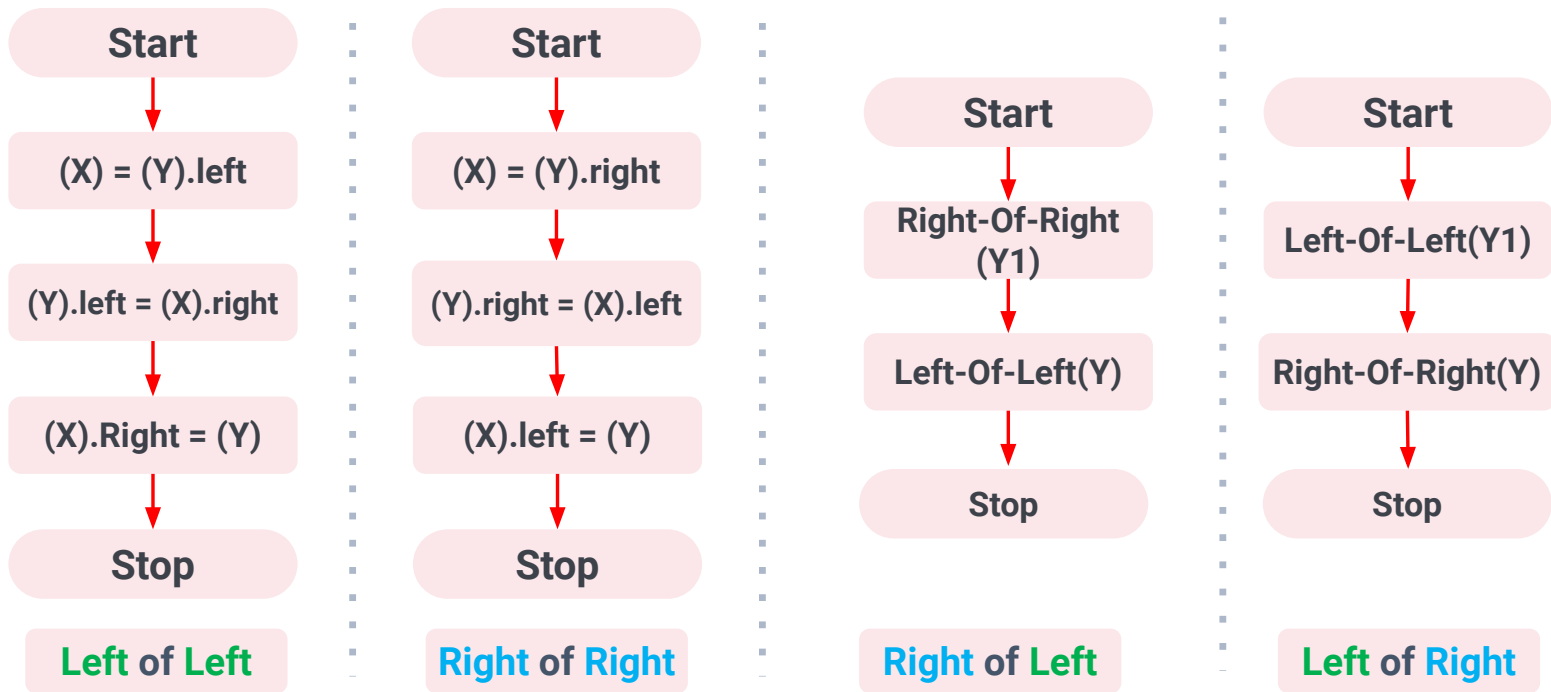 Start
(X) = (Y).left
(Y).left = (X).right
(X).Right = (Y)
Stop
Left of Left
Start
(X) = (Y).right
(Y).right = (X).left
(X).left = (Y)
Stop
Right of Right
Start
Right-Of-Right
(Y1)
Left-Of-Left(Y)
Stop
Right of Left
Start
Left-Of-Left(Y1)
Right-Of-Right(Y)
Stop
Left of Right